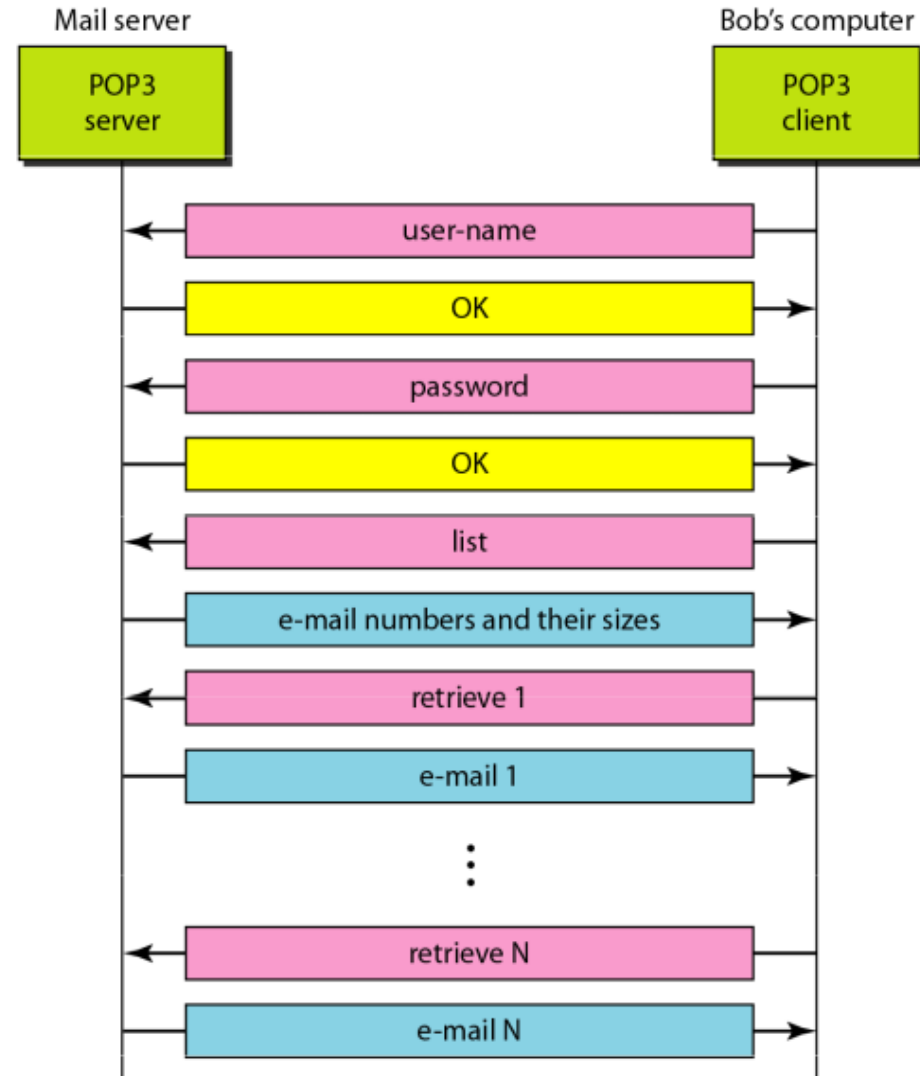 Mail server
Bob's computer
POP3
server
POP3
client
user-name
OK
password
OK
list
e-mail numbers and their sizes
retrieve 1
e-mail 1
retrieve N
e-mail N